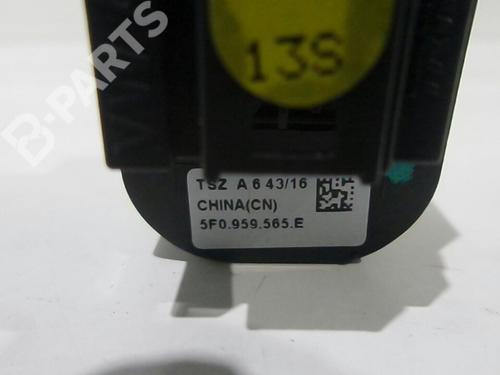 B-PARTS
13S
TSZ A 6 43/16
CHINA(CN)
5F0.959.565.E